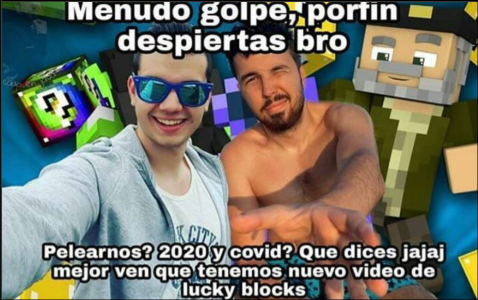 Menudo golpe, porfin
despiertas bro
Pelearnos? 2020 y covid? Que dices jajaj
mejor ven que tenemos nuevo video de
lucky blocks